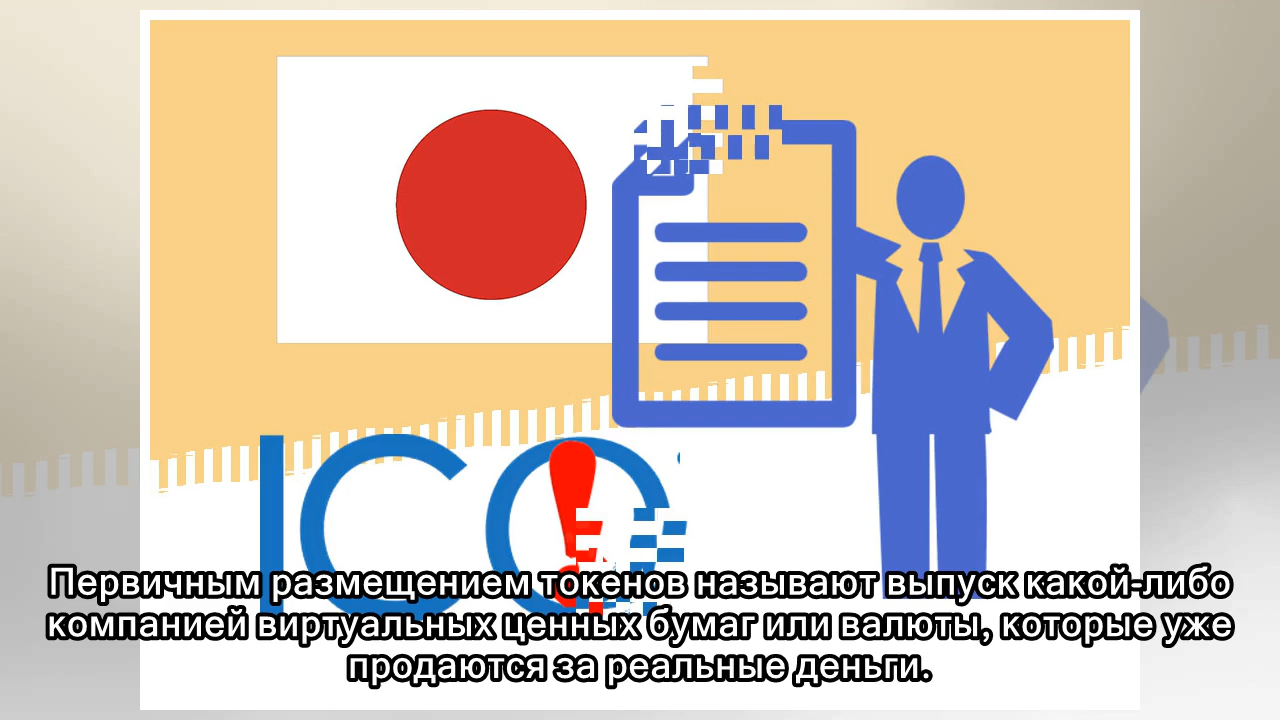 ICO
Первичным размещением токенов называют выпуск какой-либо
компанией виртуальных ценных бумаг или валюты, которые уже
продаются за реальные деньги.